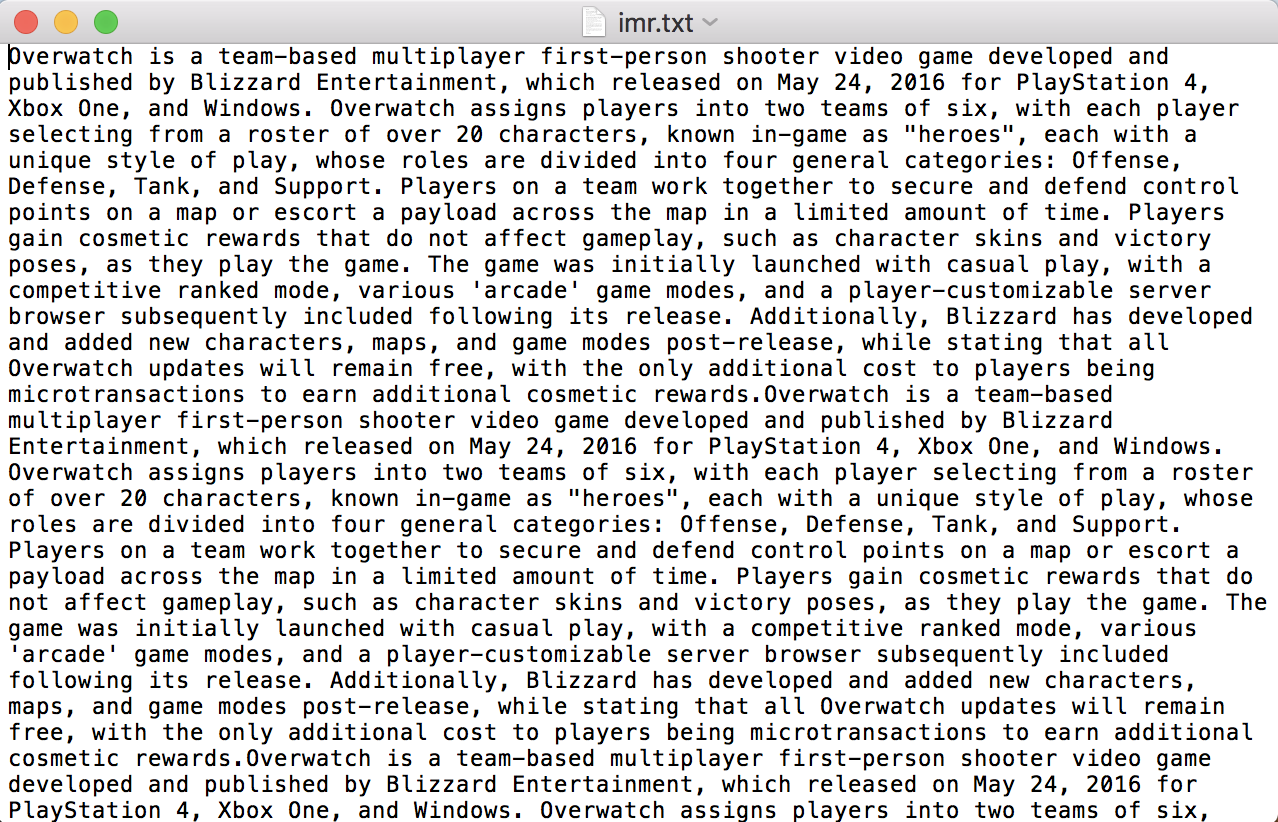 imr.txt
Overwatch is a team-based multiplayer first-person shooter video game developed and
published by Blizzard Entertainment, which released on May 24, 2016 for PlayStation 4,
Xbox One, and Windows. Overwatch assigns players into two teams of six, with each player
selecting from a roster of over 20 characters, known in-game as "heroes", each with a
unique style of play, whose roles are divided into four general categories: Offense,
Defense, Tank, and Support. Players on a team work together to secure and defend control
points on a map or escort a payload across the map in a limited amount of time. Players
gain cosmetic rewards that do not affect gameplay, such as character skins and victory
poses, as they play the game. The game was initially launched with casual play, with a
competitive ranked mode, various 'arcade' game modes, and a player-customizable server
browser subsequently included following its release. Additionally, Blizzard has developed
and added new characters, maps, and game modes post-release, while stating that all
Overwatch updates will remain free, with the only additional cost to players being
microtransactions to earn additional cosmetic rewards.Overwatch is a team-based
multiplayer first-person shooter video game developed and published by Blizzard
Entertainment, which released on May 24, 2016 for PlayStation 4, Xbox One, and Windows.
Overwatch assigns players into two teams of six, with each player selecting from a roster
of over 20 characters, known in-game as "heroes", each with a unique style of play, whose
roles are divided into four general categories: Offense, Defense, Tank, and Support.
Players on a team work together to secure and defend control points on a map or escort a
payload across the map in a limited amount of time. Players gain cosmetic rewards that do
not affect gameplay, such as character skins and victory poses, as they play the game. The
game was initially launched with casual play, with a competitive ranked mode, various
'arcade' game modes, and a player-customizable server browser subsequently included
following its release. Additionally, Blizzard has developed and added new characters,
maps, and game modes post-release, while stating that all Overwatch updates will remain
free, with the only additional cost to players being microtransactions to earn additional
cosmetic rewards.Overwatch is a team-based multiplayer first-person shooter video game
developed and published by Blizzard Entertainment, which released on May 24, 2016 for
PlayStation 4, Xbox One, and Windows. Overwatch assigns players into two teams of six,